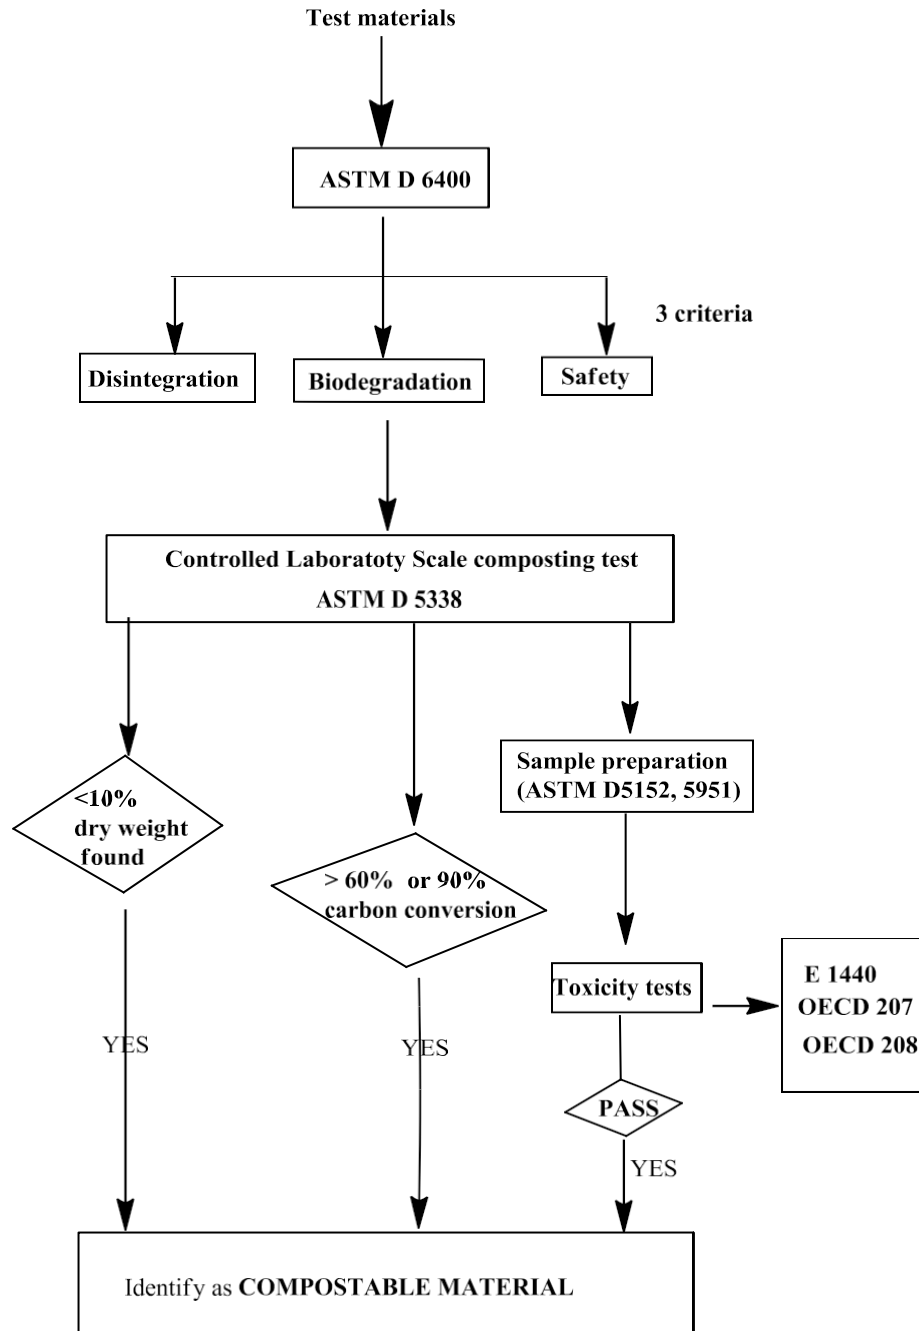 Test materials
ASTM D 6400
3 criteria
Disintegration
Biodegradation
Safety
Controlled Laboratoty Scale composting test
ASTM D 5338
Sample preparation
(ASTM D5152, 5951)
<10%
dry weight
found
> 60% or 90%
carbon conversion
Toxicity tests
E 1440
OECD 207
OECD 208
YES
YES
PASS
YES
Identify as COMPOSTABLE MATERIAL